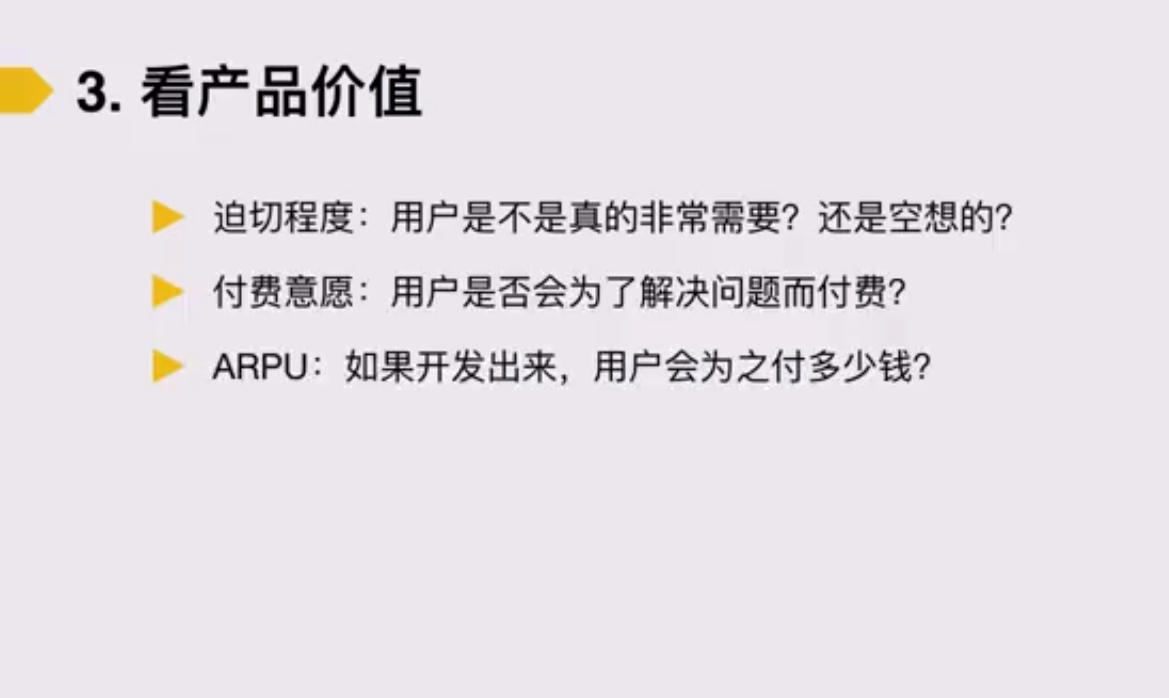 3. 看产品价值
迫切程度：用户是不是真的非常需要？还是空想的？
付费意愿：用户是否会为了解决问题而付费？
ARPU：如果开发出来，用户会为之付多少钱？